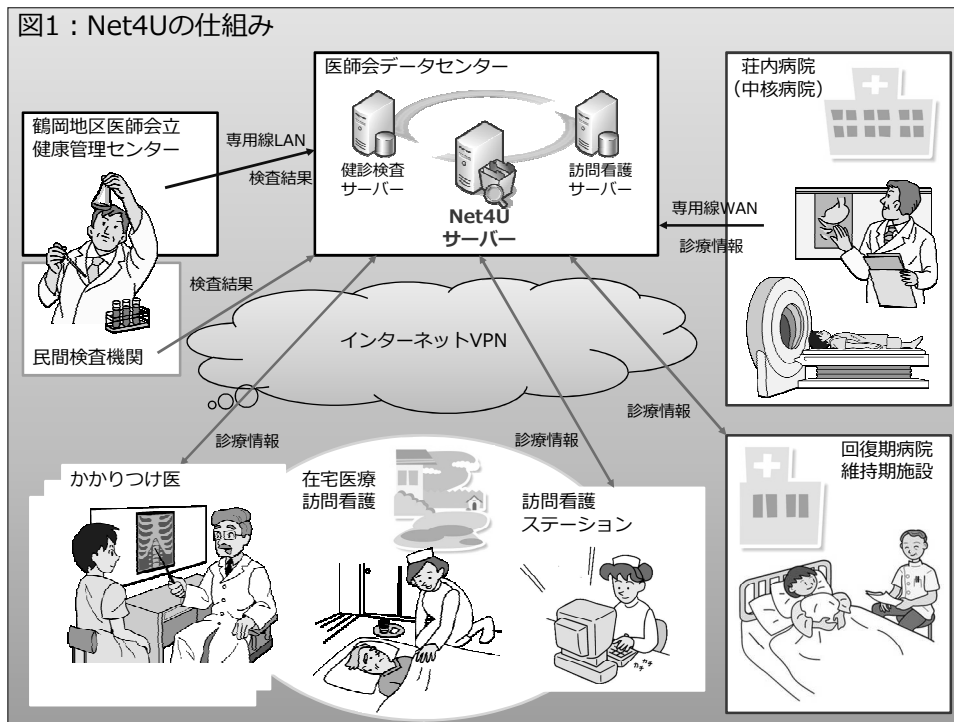 図1：Net4Uの仕組み
医師会データセンター
健診検査
サーバー
訪問看護
サーバー
Net4U
サーバー
鶴岡地区医師会立
健康管理センター
専用線LAN
検査結果
荘内病院
（中核病院）
専用線WAN
診療情報
民間検査機関
検査結果
インターネットVPN
診療情報
診療情報
診療情報
かかりつけ医
在宅医療
訪問看護
訪問看護
ステーション
カチ
カチ
回復期病院
維持期施設